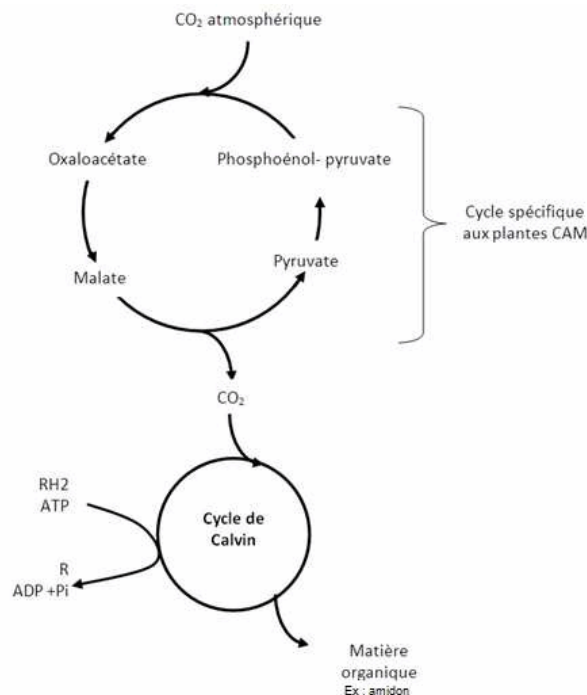 CO₂ atmosphérique
Oxaloacétate
Phosphoénol- pyruvate
Cycle spécifique
aux plantes CAM
Malate
Pyruvate
CO₂
RH2
ATP
Cycle de
Calvin
R
ADP +Pi
Matière
organique
Ex : amidon